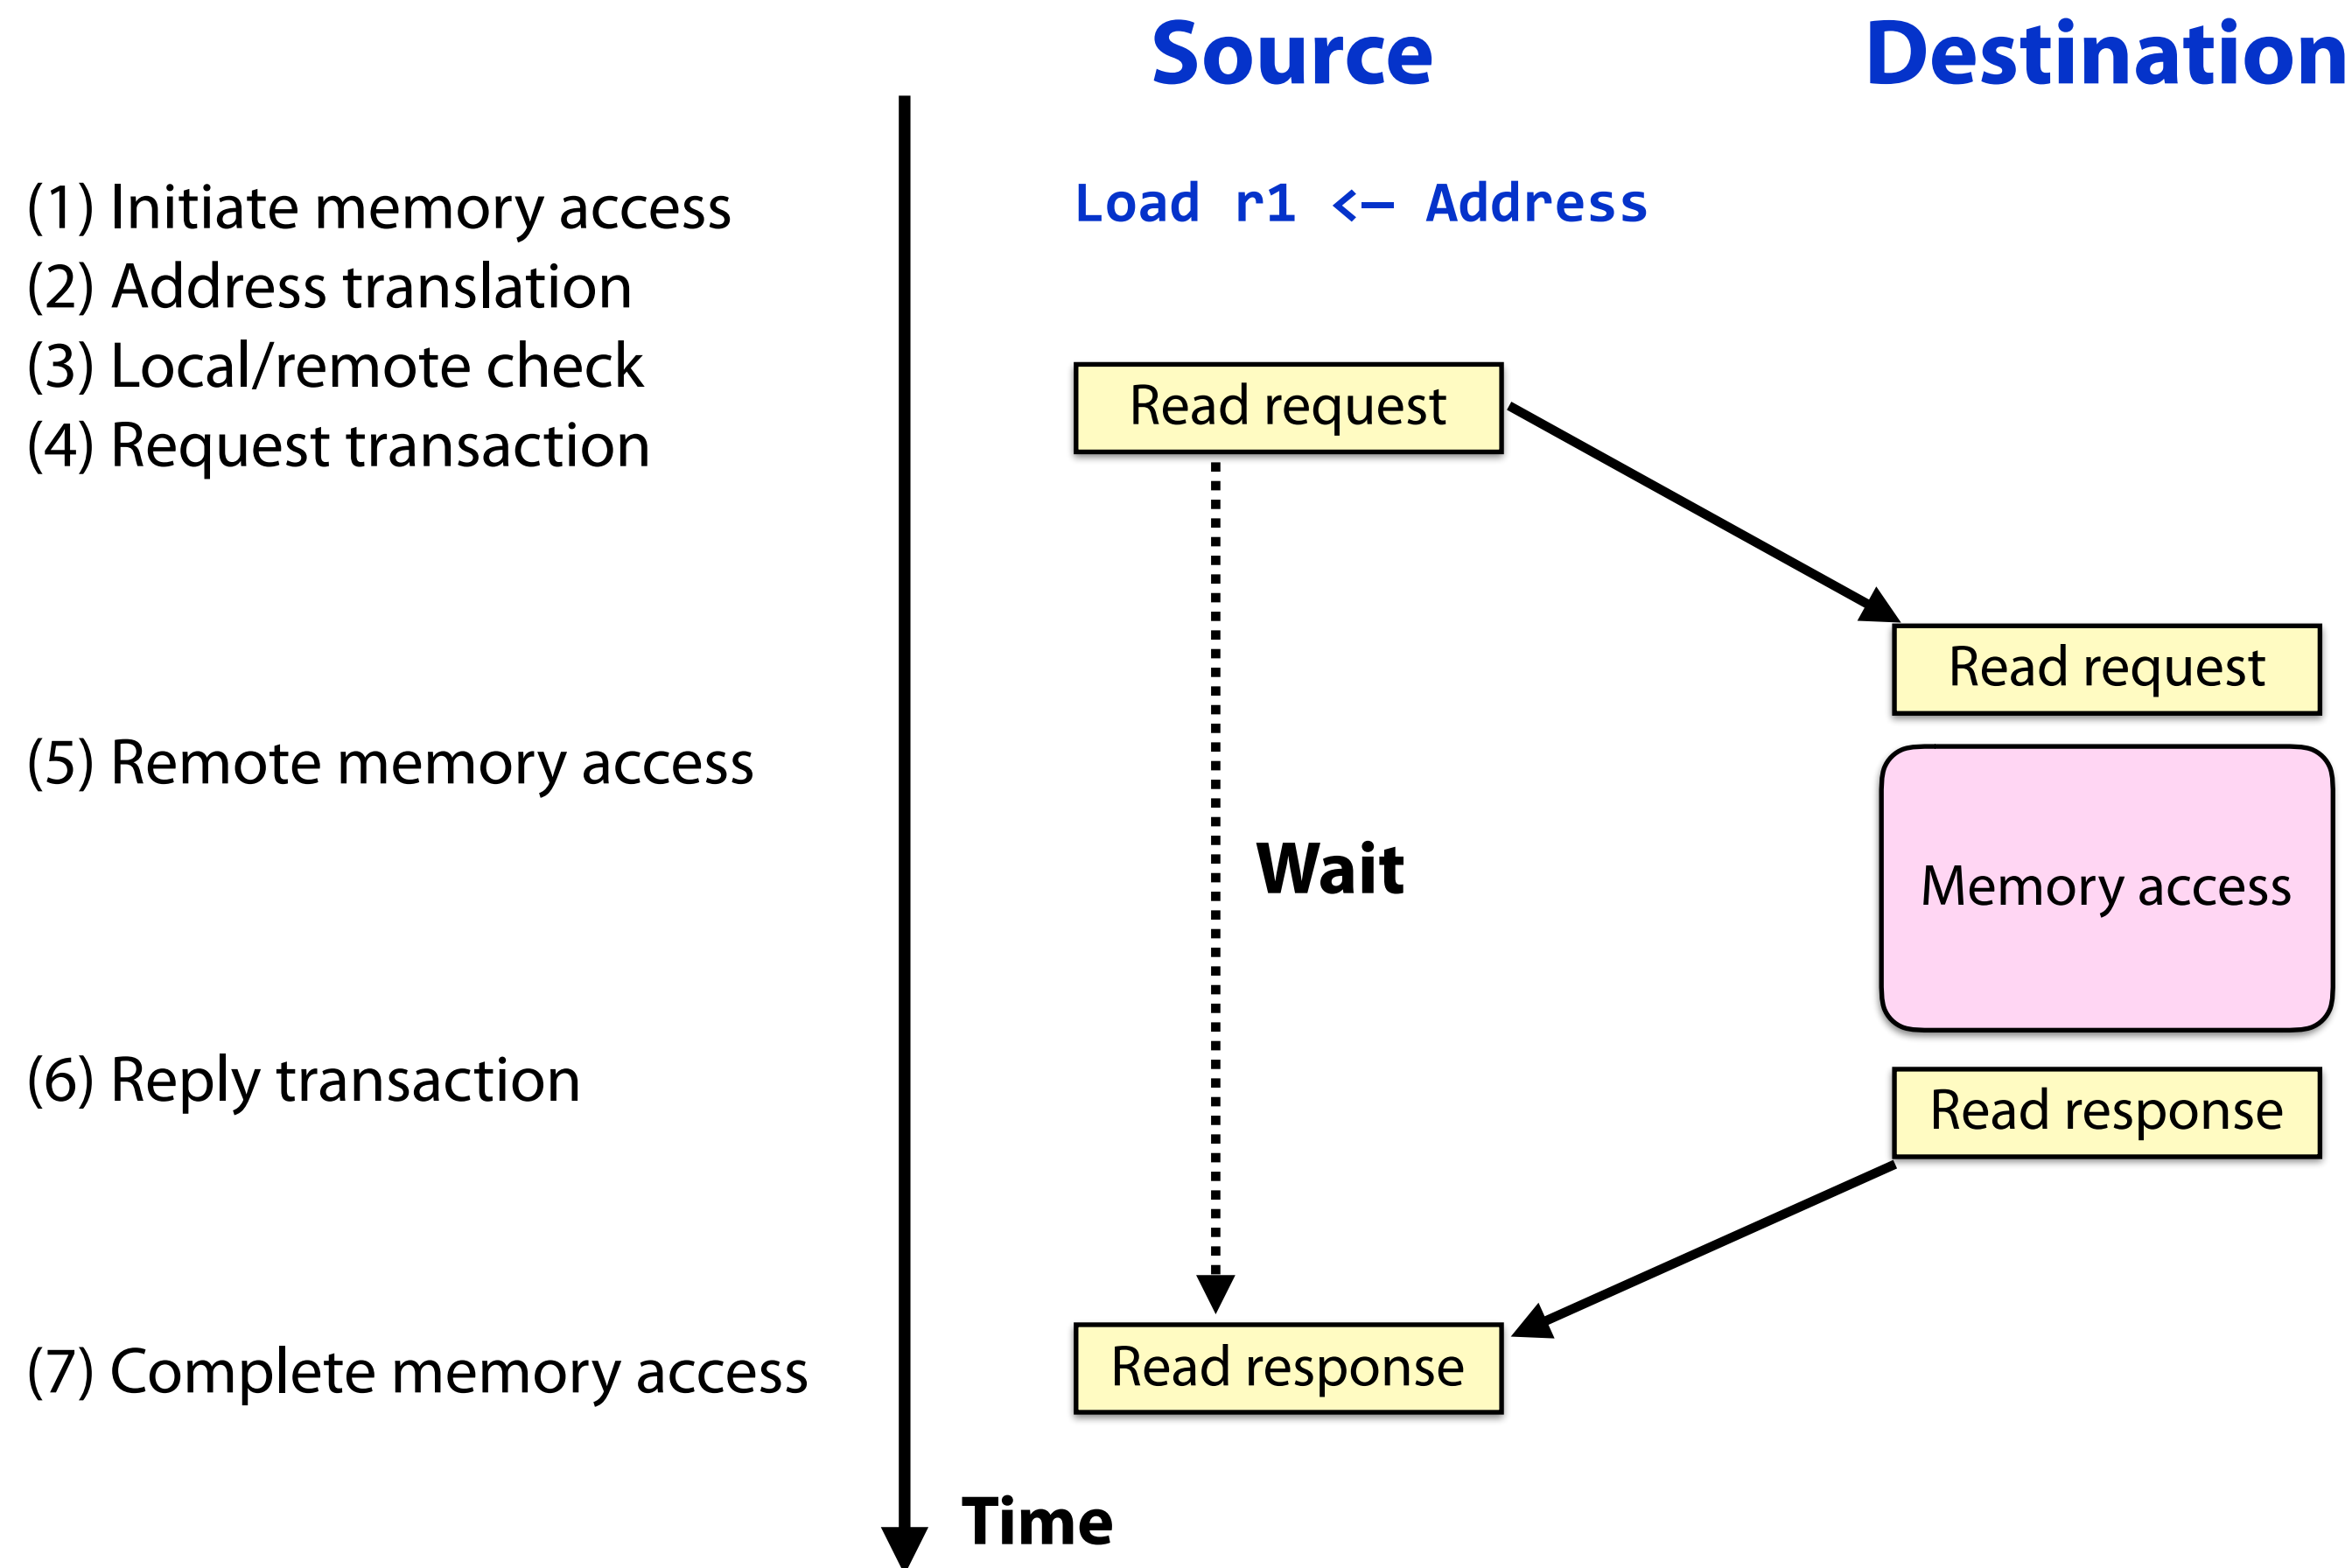 Source
Destination
(1) Initiate memory access
Load r1 <— Address
(2) Address translation
(3) Local/remote check
Read request
(4) Request transaction
Read request
(5) Remote memory access
Wait
Memory access
(6) Reply transaction
Read response
(7) Complete memory access
Read response
Time